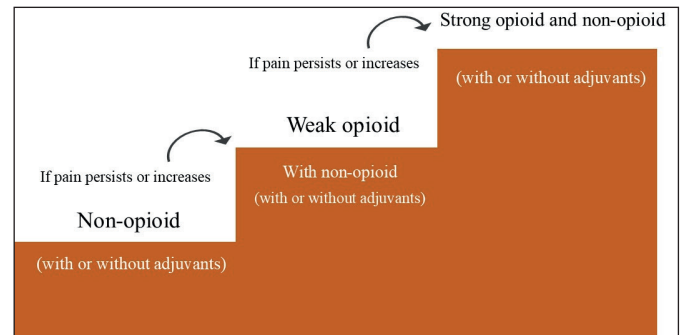 Strong opioid and non-opioid
If pain persists or increases
(with or without adjuvants)
Weak opioid
If pain persists or increases
With non-opioid
(with or without adjuvants)
Non-opioid
(with or without adjuvants)